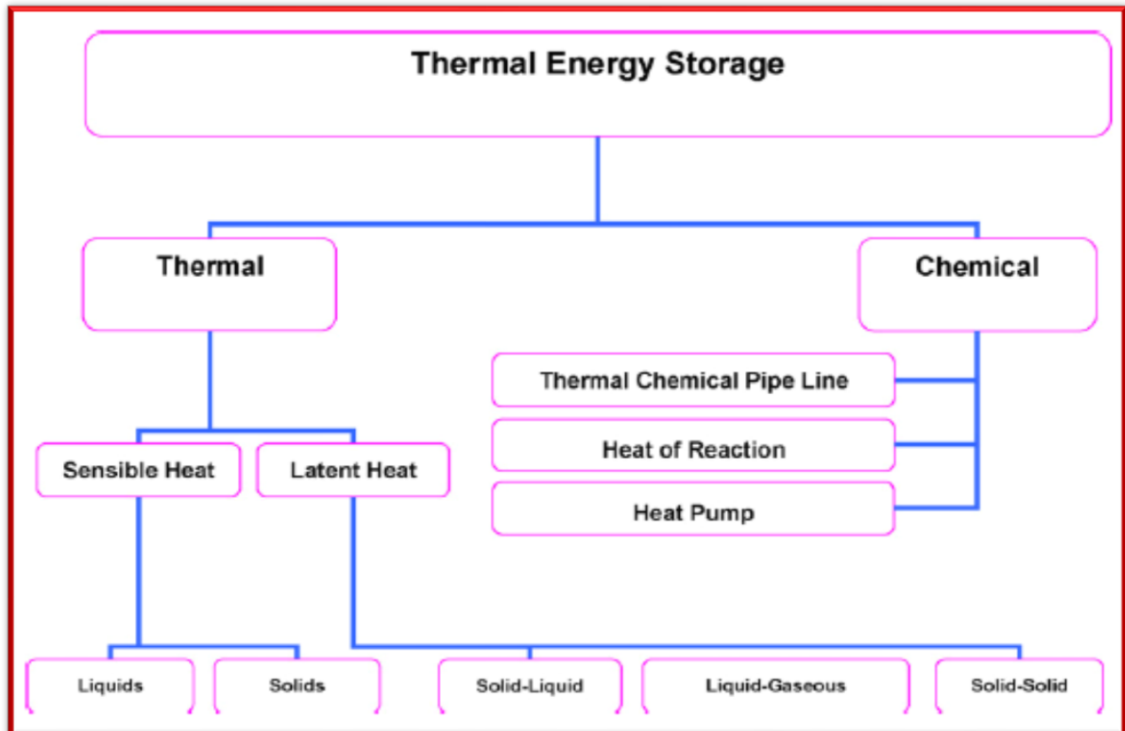 Thermal Energy Storage
Thermal
Chemical
Thermal Chemical Pipe Line
Heat of Reaction
Sensible Heat
Latent Heat
Heat Pump
Liquids
Solids
Solid-Liquid
Liquid-Gaseous
Solid-Solid